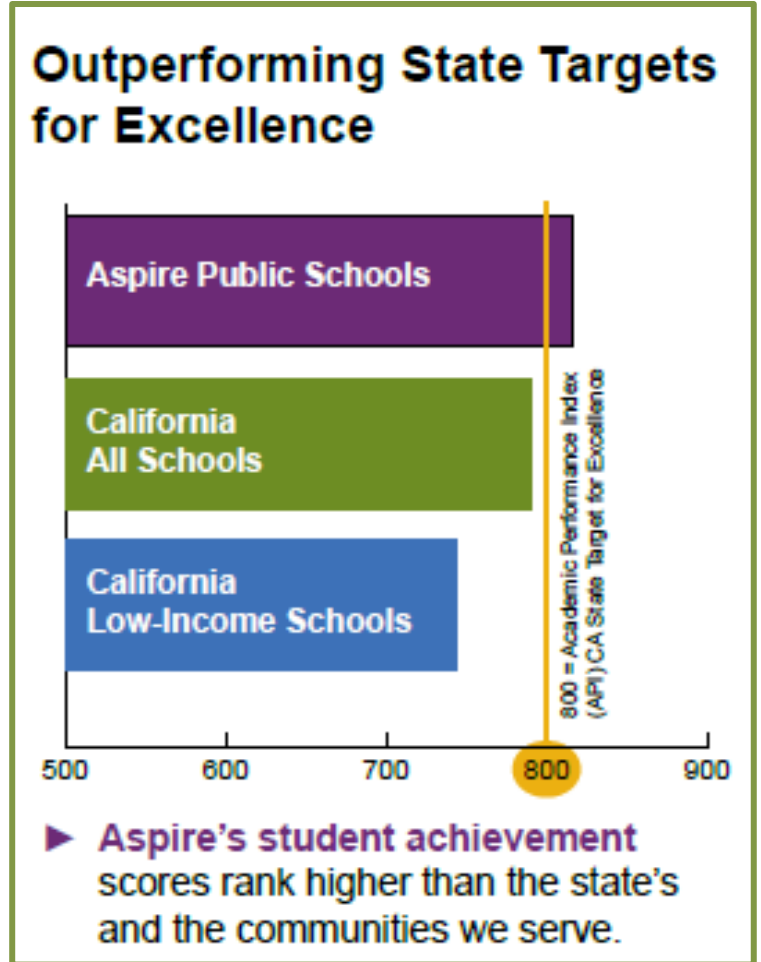 Outperforming State Targets
for Excellence
Aspire Public Schools
California
All Schools
California
Low-Income Schools
800 = Academic Performance Index
(API) CA State Target for Excellence
500 600 700 800 900
► Aspire's student achievement
scores rank higher than the state's
and the communities we serve.